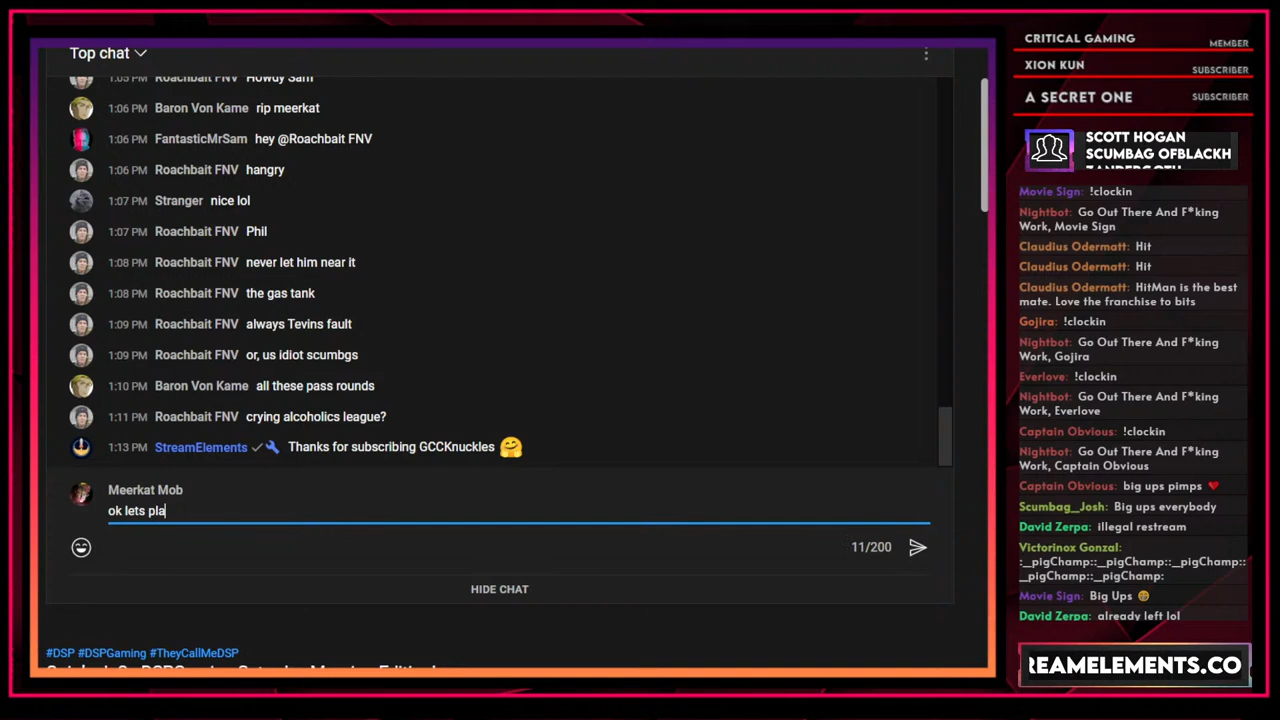 Top chat
1:05 PM Roachbait FNV Howdy Sam
1:06 PM Baron Von Kame rip meerkat
1:06 PM FantasticMrSam hey @Roachbait FNV
1:06 PM Roachbait FNV hangry
1:07 PM Stranger nice lol
1:07 PM Roachbait FNV Phil
1:08 PM Roachbait FNV never let him near it
1:08 PM Roachbait FNV the gas tank
1:09 PM Roachbait FNV always Tevins fault
1:09 PM Roachbait FNV or, us idiot scumbgs
1:10 PM Baron Von Kame all these pass rounds
1:11 PM Roachbait FNV crying alcoholics league?
1:13 PM StreamElements Thanks for subscribing GCCKnuckles 🤗
Meerkat Mob
ok lets pla
11/200
HIDE CHAT
#DSP #DSPGaming #TheyCallMeDSP
CRITICAL GAMING MEMBER
XION KUN SUBSCRIBER
A SECRET ONE SUBSCRIBER
SCOTT HOGAN
SCUMBAG OFBLACKH
Movie Sign: !clockin
Nightbot: Go Out There And F*king
Work, Movie Sign
Claudius Odermatt: Hit
Claudius Odermatt: Hit
Claudius Odermatt: HitMan is the best
mate. Love the franchise to bits
Gojira: !clockin
Nightbot: Go Out There And F*king
Work, Gojira
Everlove: !clockin
Nightbot: Go Out There And F*king
Work, Everlove
Captain Obvious: !clockin
Nightbot: Go Out There And F*king
Work, Captain Obvious
Captain Obvious: big ups pimps ♥
Scumbag_Josh: Big ups everybody
David Zerpa: illegal restream
Victorinox Gonzal:
:_pigChamp::_pigChamp::_pigChamp::
_pigChamp::_pigChamp:
Movie Sign: Big Ups
David Zerpa: already left lol
REAMELEMENTS.CO